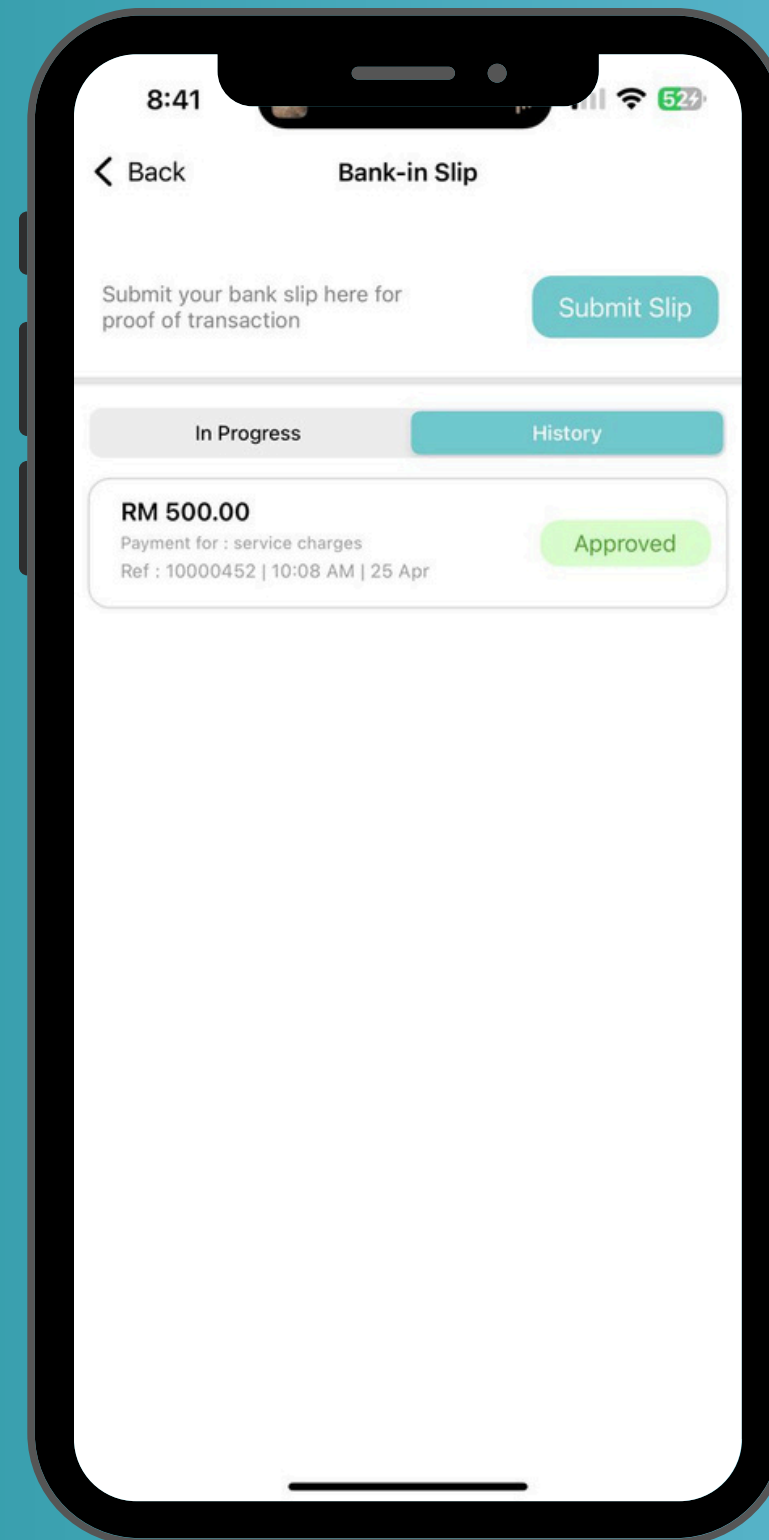 8:41
52
Back
Bank-in Slip
Submit your bank slip here for
proof of transaction
Submit Slip
In Progress
History
RM 500.00
Payment for : service charges
Approved
Ref : 10000452 | 10:08 AM | 25 Apr